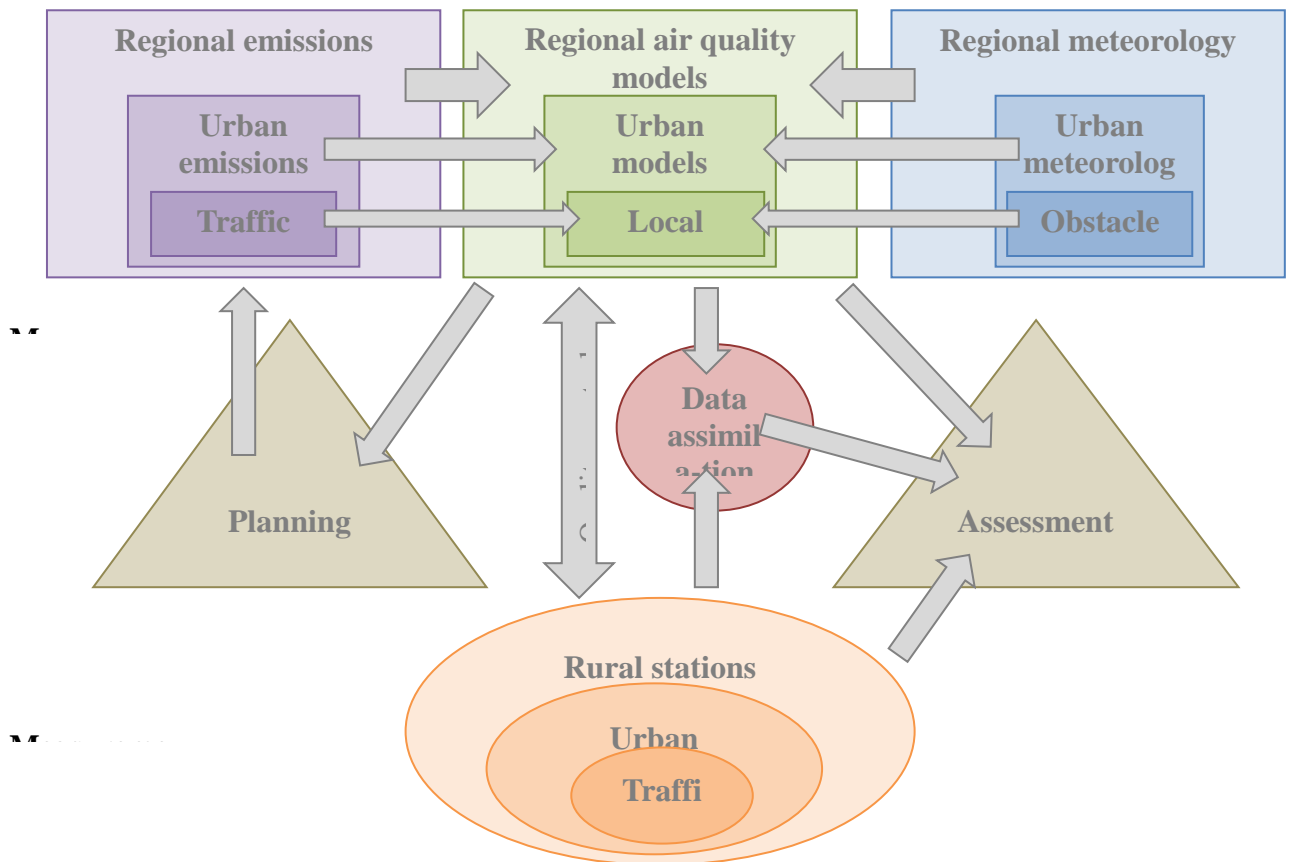 Regional emissions
Urban
emissions
Traffic
Regional air quality
models
Urban
models
Local
Regional meteorology
Urban
meteorolog
Obstacle
Planning
Data
assimil
a-tion
Assessment
Rural stations
Urban
Traffi